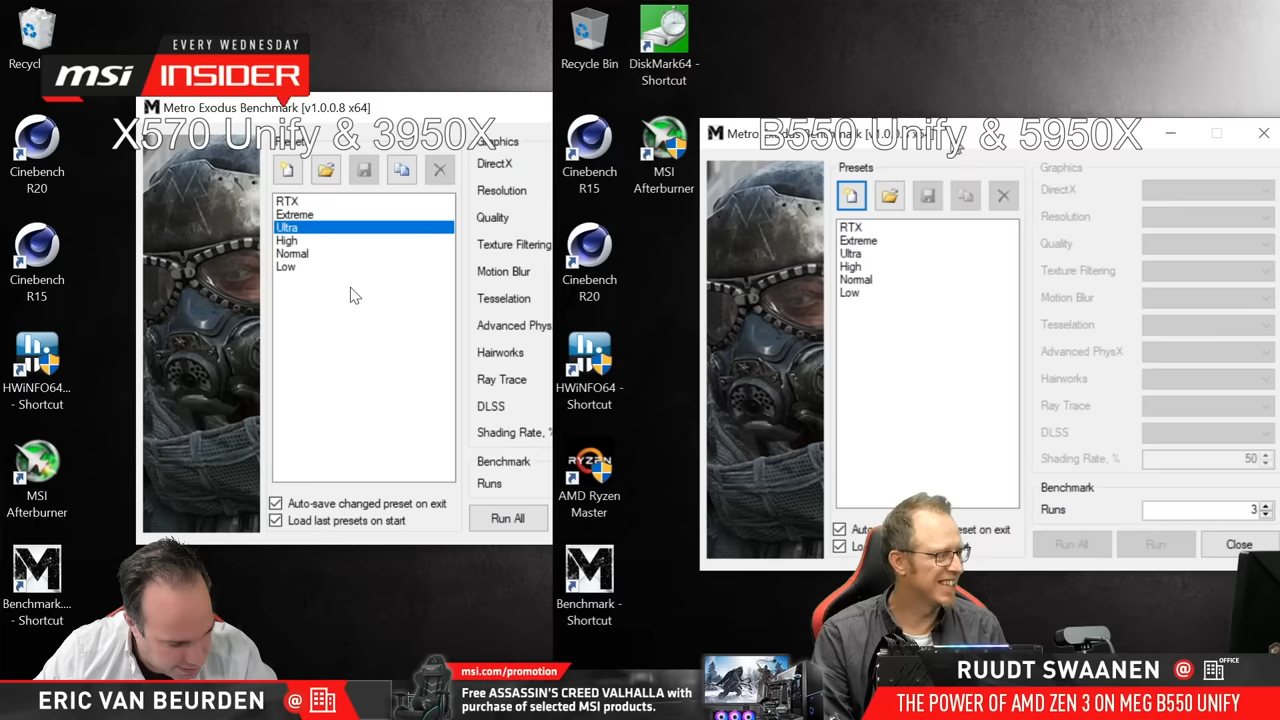 EVERY WEDNESDAY
msi INSIDER
X570 Unify & 3950X
Metro Exodus Benchmark [v1.0.0.8 x64]
Cinebench
R20
Cinebench
R15
HWiNFO64...
- Shortcut
MSI
Afterburner
Benchmark....
- Shortcut
Graphics
DirectX
Resolution
Quality
Texture Filtering
Motion Blur
Tesselation
Advanced Phys
Hairworks
Ray Trace
DLSS
Shading Rate, %
Benchmark
Runs
Run All
RTX
Extreme
Ultra
High
Normal
Low
Auto-save changed preset on exit
Load last presets on start
Recycle Bin
DiskMark64 -
Shortcut
Cinebench
R15
MSI
Afterburner
Cinebench
R20
HWiNFO64 -
Shortcut
RYZEN
AMD Ryzen
Master
Benchmark -
Shortcut
B550 Unify & 5950X
Presets
RTX
Extreme
Ultra
High
Normal
Low
Graphics
DirectX
Resolution
Quality
Texture Filtering
Motion Blur
Tesselation
Advanced PhysX
Hairworks
Ray Trace
DLSS
Shading Rate, %
50
Benchmark
Runs
3
Run All
Run
Close
ERIC VAN BEURDEN @
msi.com/promotion
Free ASSASSIN'S CREED VALHALLA with
purchase of selected MSI products.
RUUDT SWAANEN @ OFFICE
THE POWER OF AMD ZEN 3 ON MEG B550 UNIFY